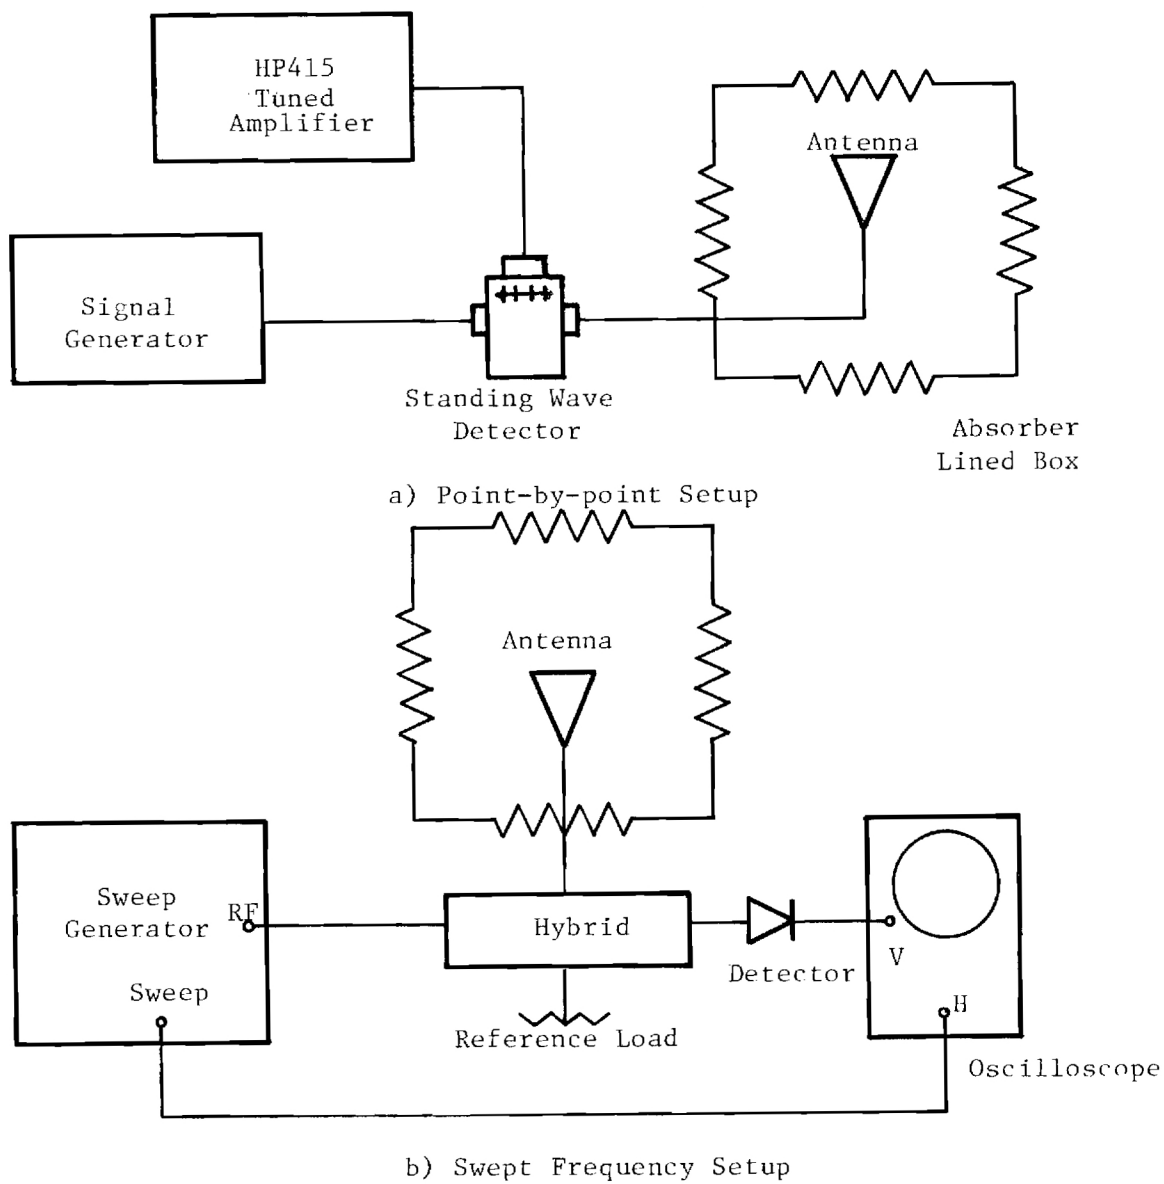 HP415
Tuned
Amplifier
Antenna
Signal
Generator
Standing Wave
Detector
Absorber
Lined Box
a) Point-by-point Setup
Antenna
Sweep
Generator
RF
Sweep
Hybrid
Detector
V
H
Reference Load
Oscilloscope
b) Swept Frequency Setup